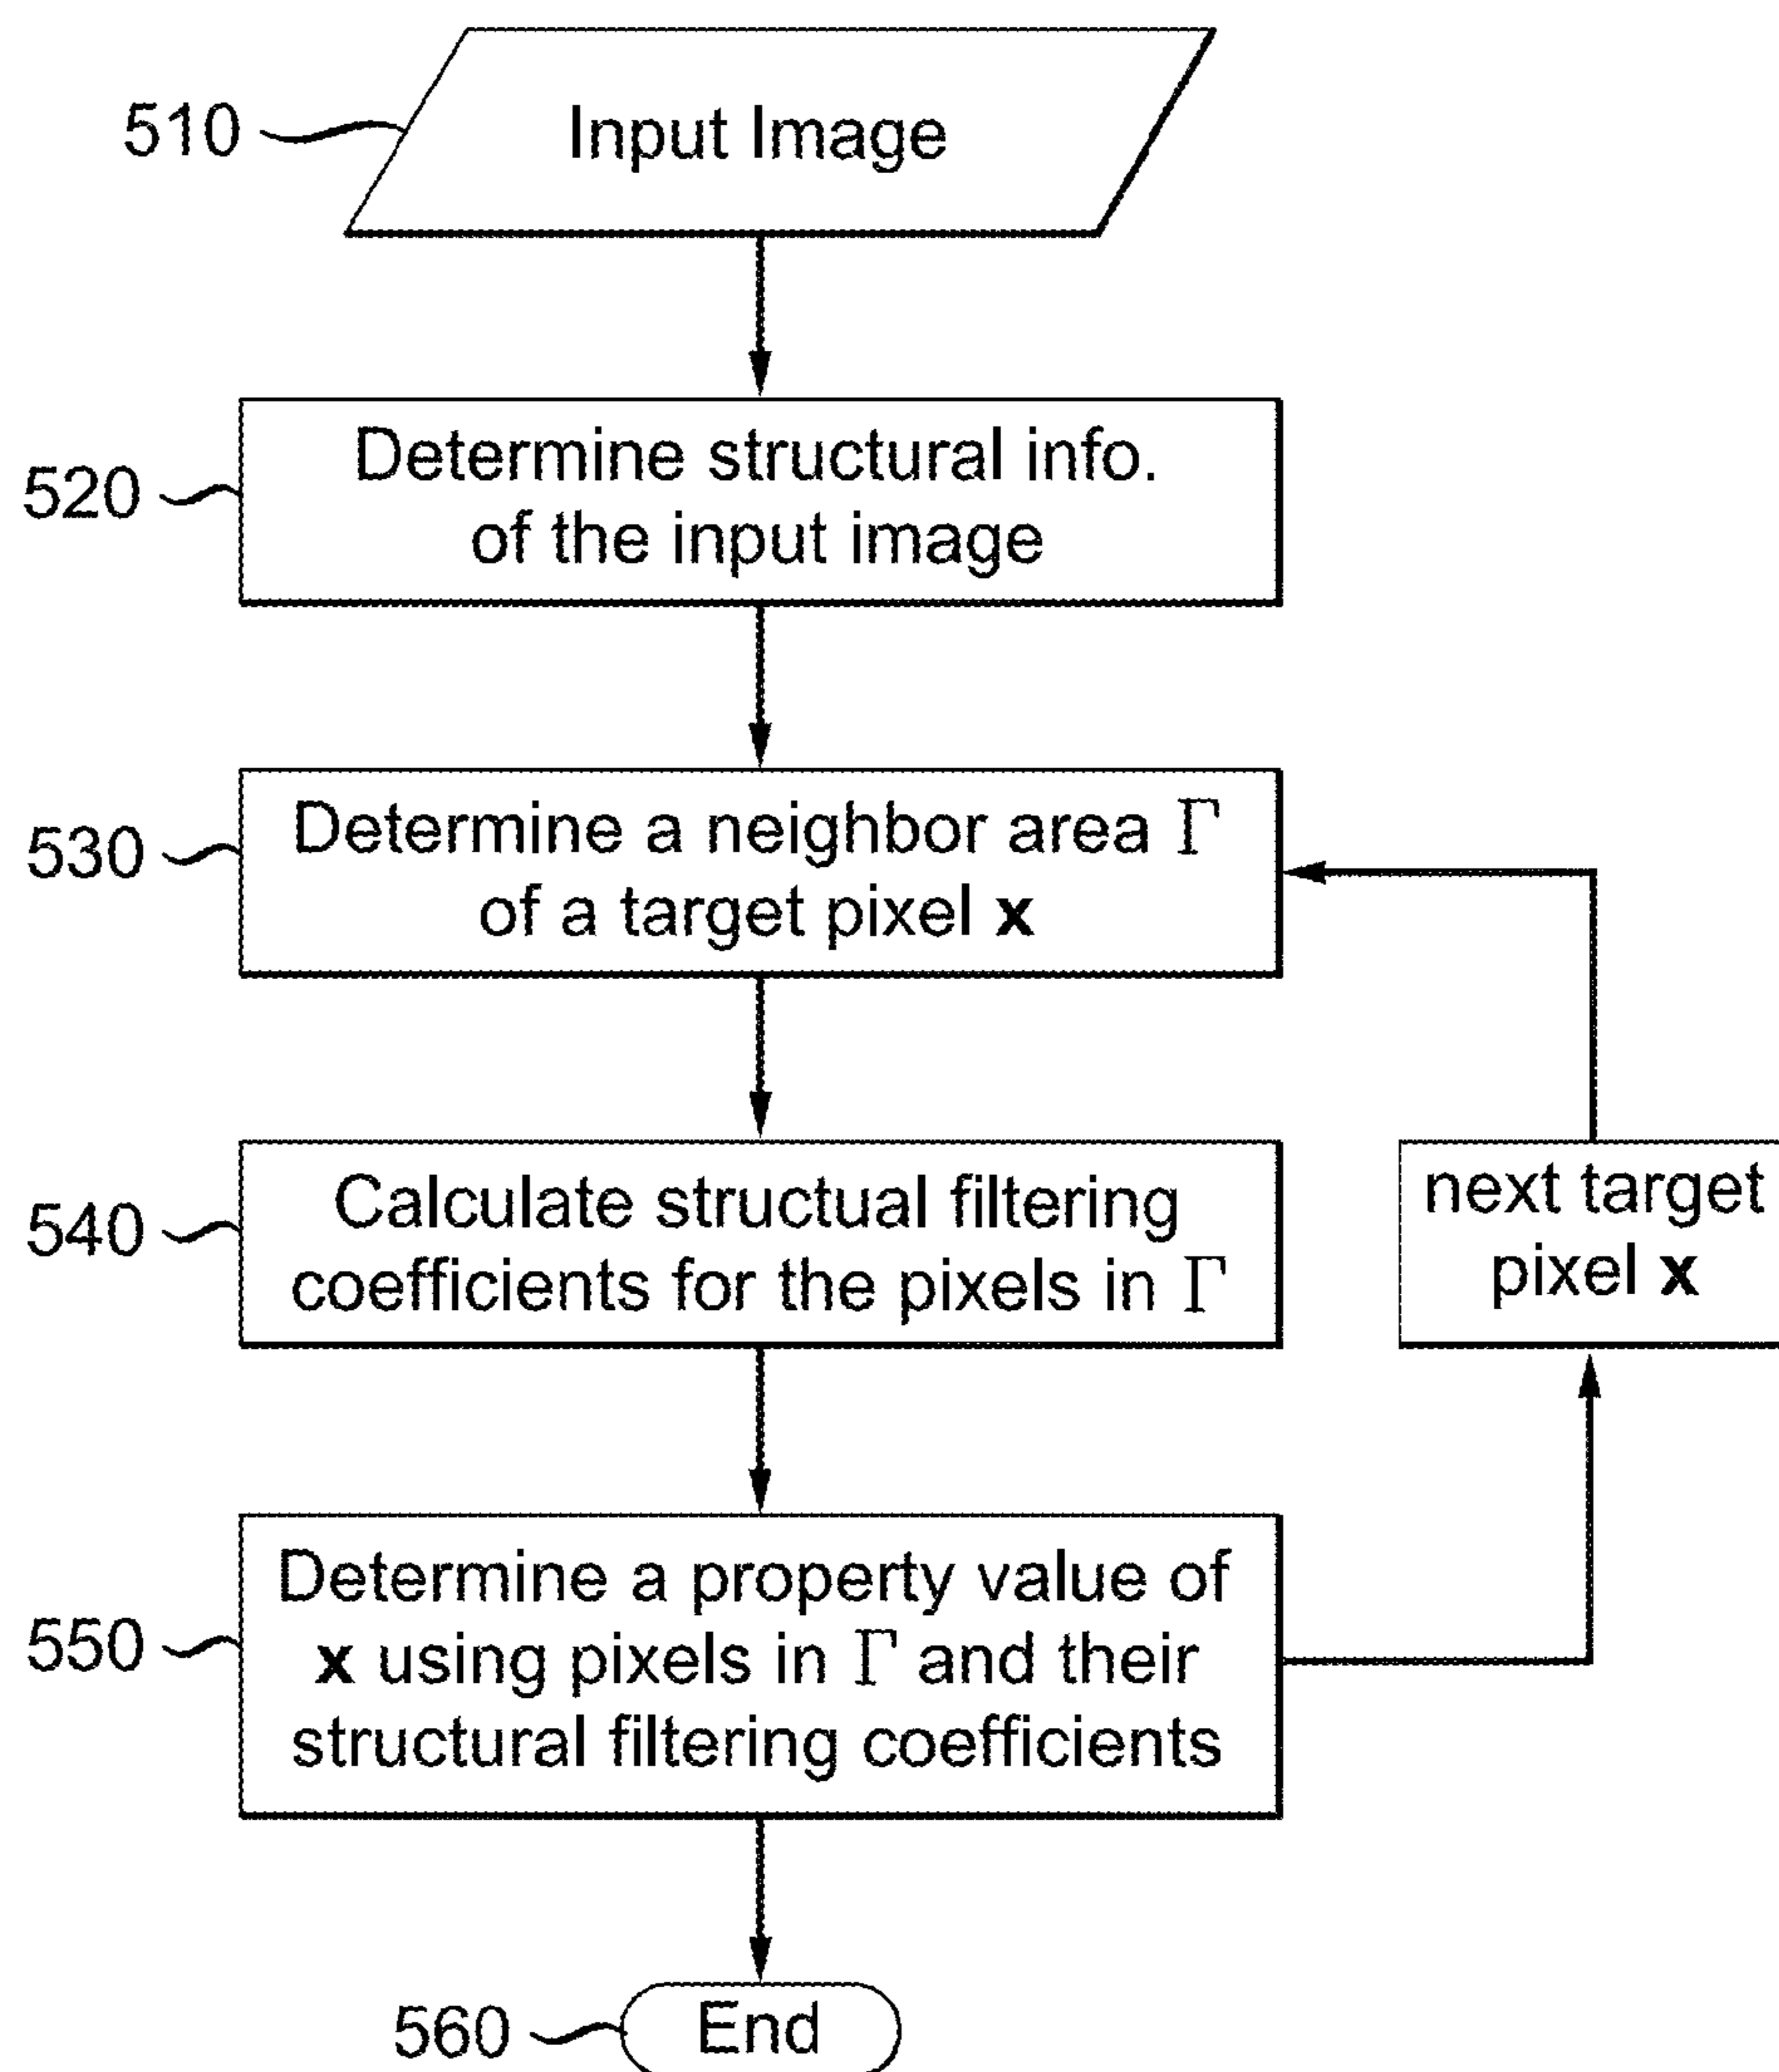 510
Input Image
520
Determine structural info.
of the input image
530
Determine a neighbor area Γ
of a target pixel x
540
Calculate structual filtering
coefficients for the pixels in Γ
next target
pixel x
550
Determine a property value of
x using pixels in Γ and their
structural filtering coefficients
560
End